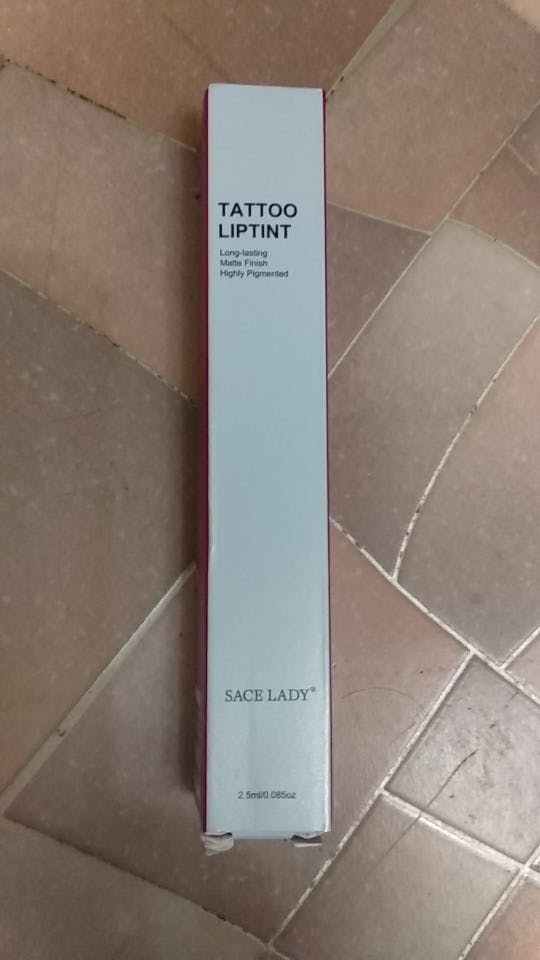 TATTOO
LIPTINT
Long-lasting
Matte Finish
Highly Pigmented
SACE LADY®
2.5ml/0.085oz